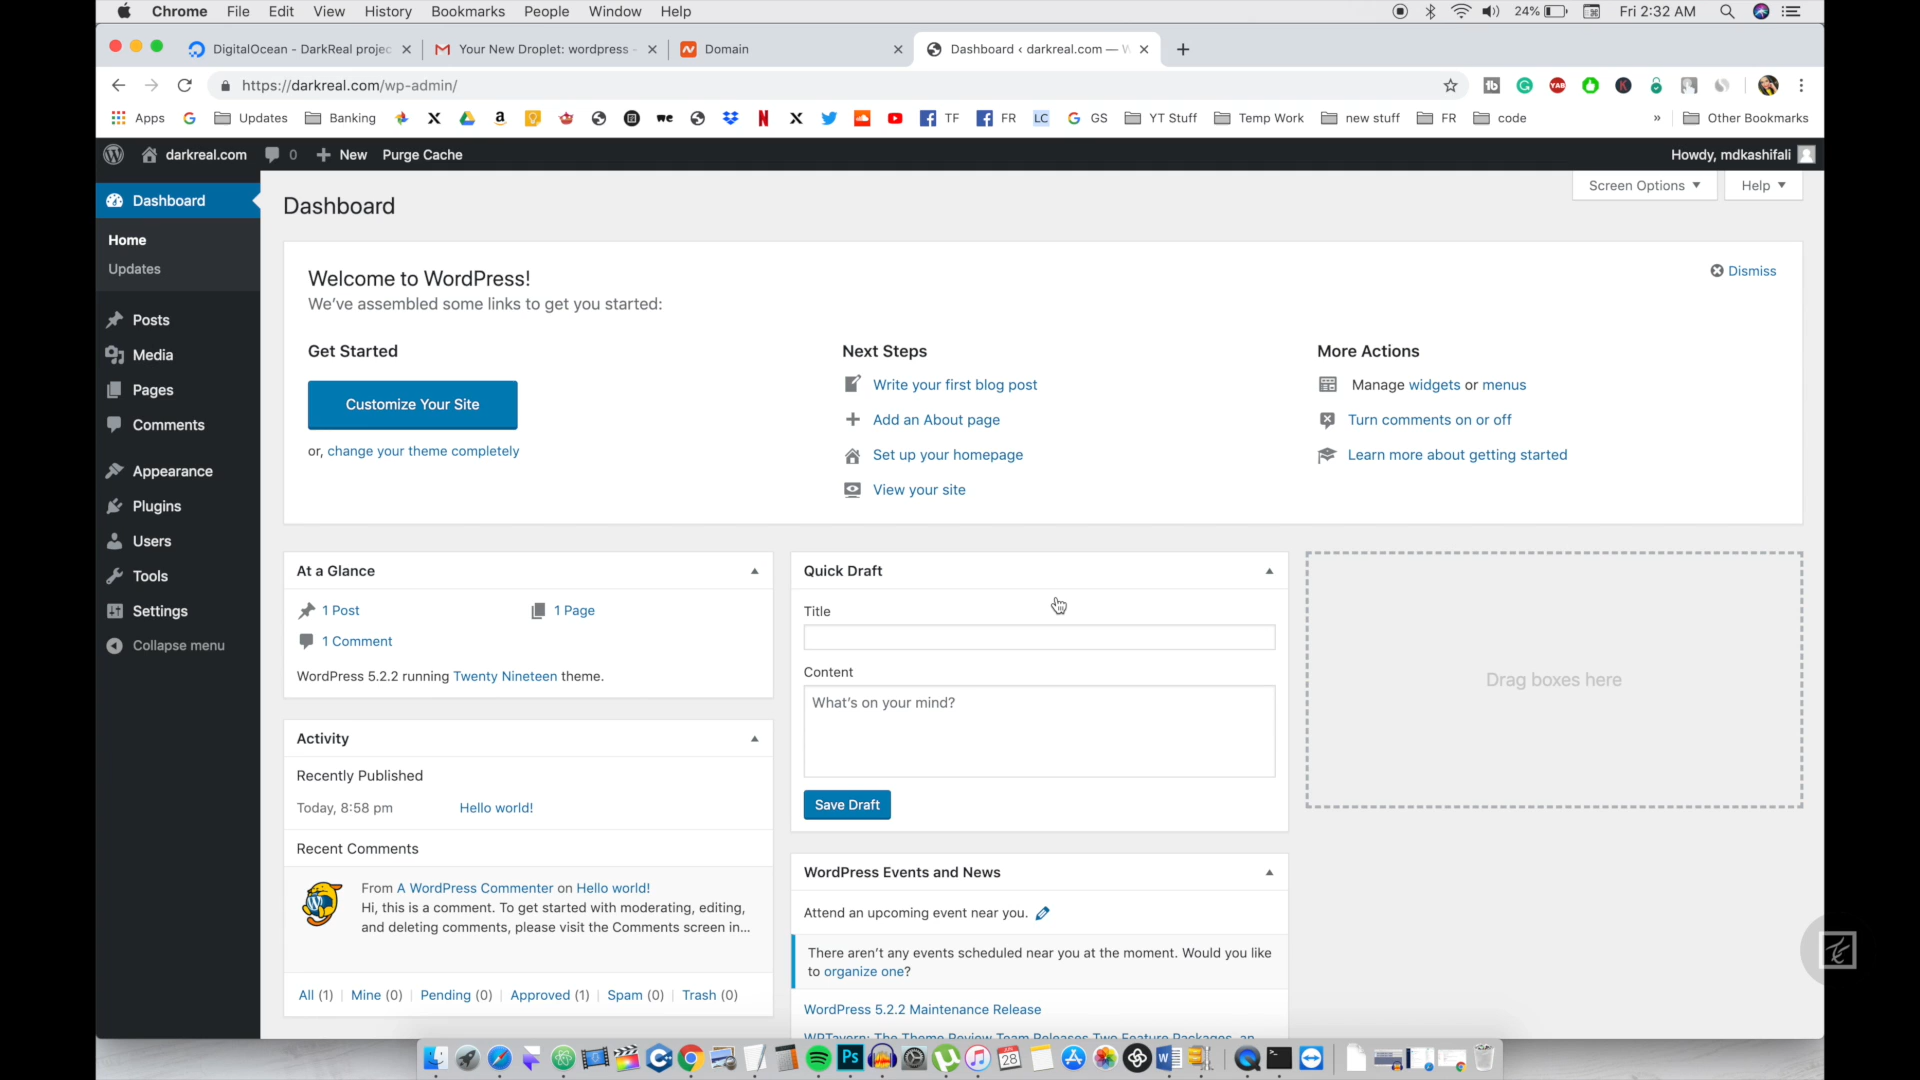 Chrome File Edit View History Bookmarks People Window Help 24% Fri 2:32 AM
DigitalOcean - DarkReal projec Your New Droplet: wordpress - Domain Dashboard ‹ darkreal.com — W
https://darkreal.com/wp-admin/
Apps Updates Banking TF FR LC GS YT Stuff Temp Work new stuff FR code » Other Bookmarks
darkreal.com 0 New Purge Cache Howdy, mdkashifali
Screen Options Help
Dashboard
Home
Updates
Posts
Media
Pages
Comments
Appearance
Plugins
Users
Tools
Settings
Collapse menu
Dashboard
Welcome to WordPress!
Dismiss
We've assembled some links to get you started:
Get Started
Customize Your Site
or, change your theme completely
Next Steps
Write your first blog post
Add an About page
Set up your homepage
View your site
More Actions
Manage widgets or menus
Turn comments on or off
Learn more about getting started
At a Glance
1 Post 1 Page
1 Comment
WordPress 5.2.2 running Twenty Nineteen theme.
Activity
Recently Published
Today, 8:58 pm Hello world!
Recent Comments
From A WordPress Commenter on Hello world!
Hi, this is a comment. To get started with moderating, editing,
and deleting comments, please visit the Comments screen in...
All (1) | Mine (0) | Pending (0) | Approved (1) | Spam (0) | Trash (0)
Quick Draft
Title
Content
What's on your mind?
Save Draft
WordPress Events and News
Attend an upcoming event near you.
There aren't any events scheduled near you at the moment. Would you like
to organize one?
WordPress 5.2.2 Maintenance Release
WPTavern: The Theme Review Team Releases Two Feature Packages, an
Drag boxes here